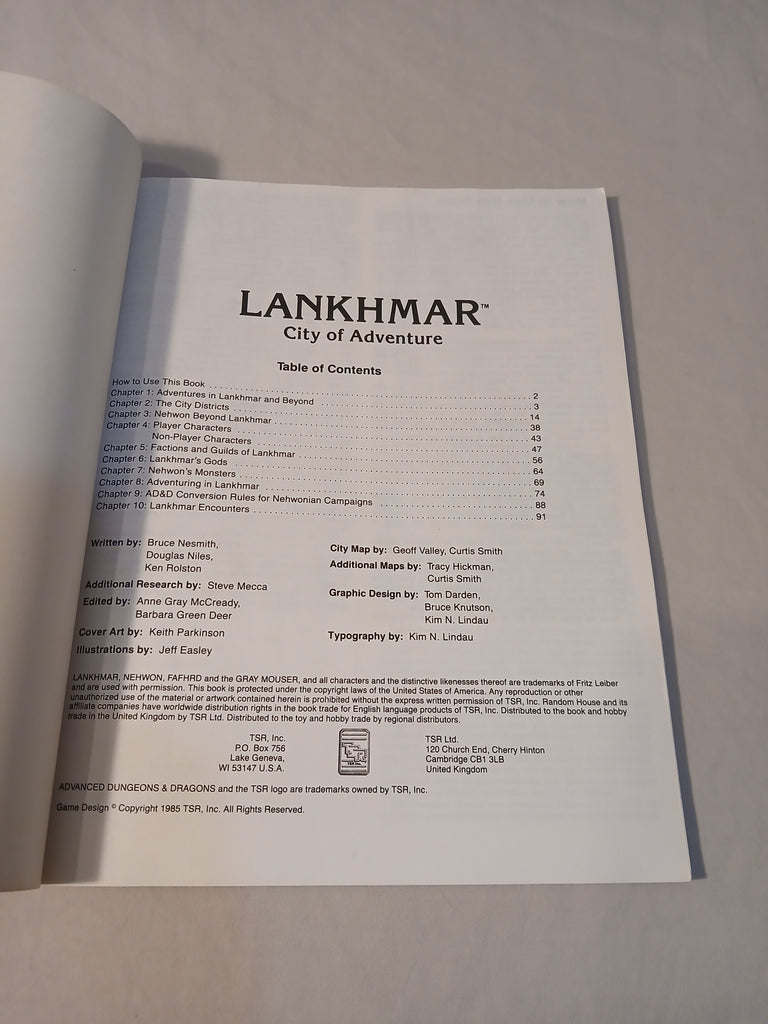 LANKHMAR™
City of Adventure
Table of Contents
How to Use This Book .......... 2
Chapter 1: Adventures in Lankhmar and Beyond .......... 3
Chapter 2: The City Districts .......... 14
Chapter 3: Nehwon Beyond Lankhmar .......... 38
Chapter 4: Player Characters .......... 43
Non-Player Characters .......... 47
Chapter 5: Factions and Guilds of Lankhmar .......... 56
Chapter 6: Lankhmar's Gods .......... 64
Chapter 7: Nehwon's Monsters .......... 69
Chapter 8: Adventuring in Lankhmar .......... 74
Chapter 9: AD&D Conversion Rules for Nehwonian Campaigns .......... 88
Chapter 10: Lankhmar Encounters .......... 91
Written by: Bruce Nesmith,
Douglas Niles,
Ken Rolston
Additional Research by: Steve Mecca
Edited by: Anne Gray McCready,
Barbara Green Deer
Cover Art by: Keith Parkinson
Illustrations by: Jeff Easley
City Map by: Geoff Valley, Curtis Smith
Additional Maps by: Tracy Hickman,
Curtis Smith
Graphic Design by: Tom Darden,
Bruce Knutson,
Kim N. Lindau
Typography by: Kim N. Lindau
LANKHMAR, NEHWON, FAFHRD and the GRAY MOUSER, and all characters and the distinctive likenesses thereof are trademarks of Fritz Leiber
and are used with permission. This book is protected under the copyright laws of the United States of America. Any reproduction or other
unauthorized use of the material or artwork contained herein is prohibited without the express written permission of TSR, Inc. Random House and its
affiliate companies have worldwide distribution rights in the book trade for English language products of TSR, Inc. Distributed to the book and hobby
trade in the United Kingdom by TSR Ltd. Distributed to the toy and hobby trade by regional distributors.
TSR, Inc.
P.O. Box 756
Lake Geneva,
WI 53147 U.S.A.
TSR
TSR Inc.
TSR Ltd.
120 Church End, Cherry Hinton
Cambridge CB1 3LB
United Kingdom
ADVANCED DUNGEONS & DRAGONS and the TSR logo are trademarks owned by TSR, Inc.
Game Design © Copyright 1985 TSR, Inc. All Rights Reserved.